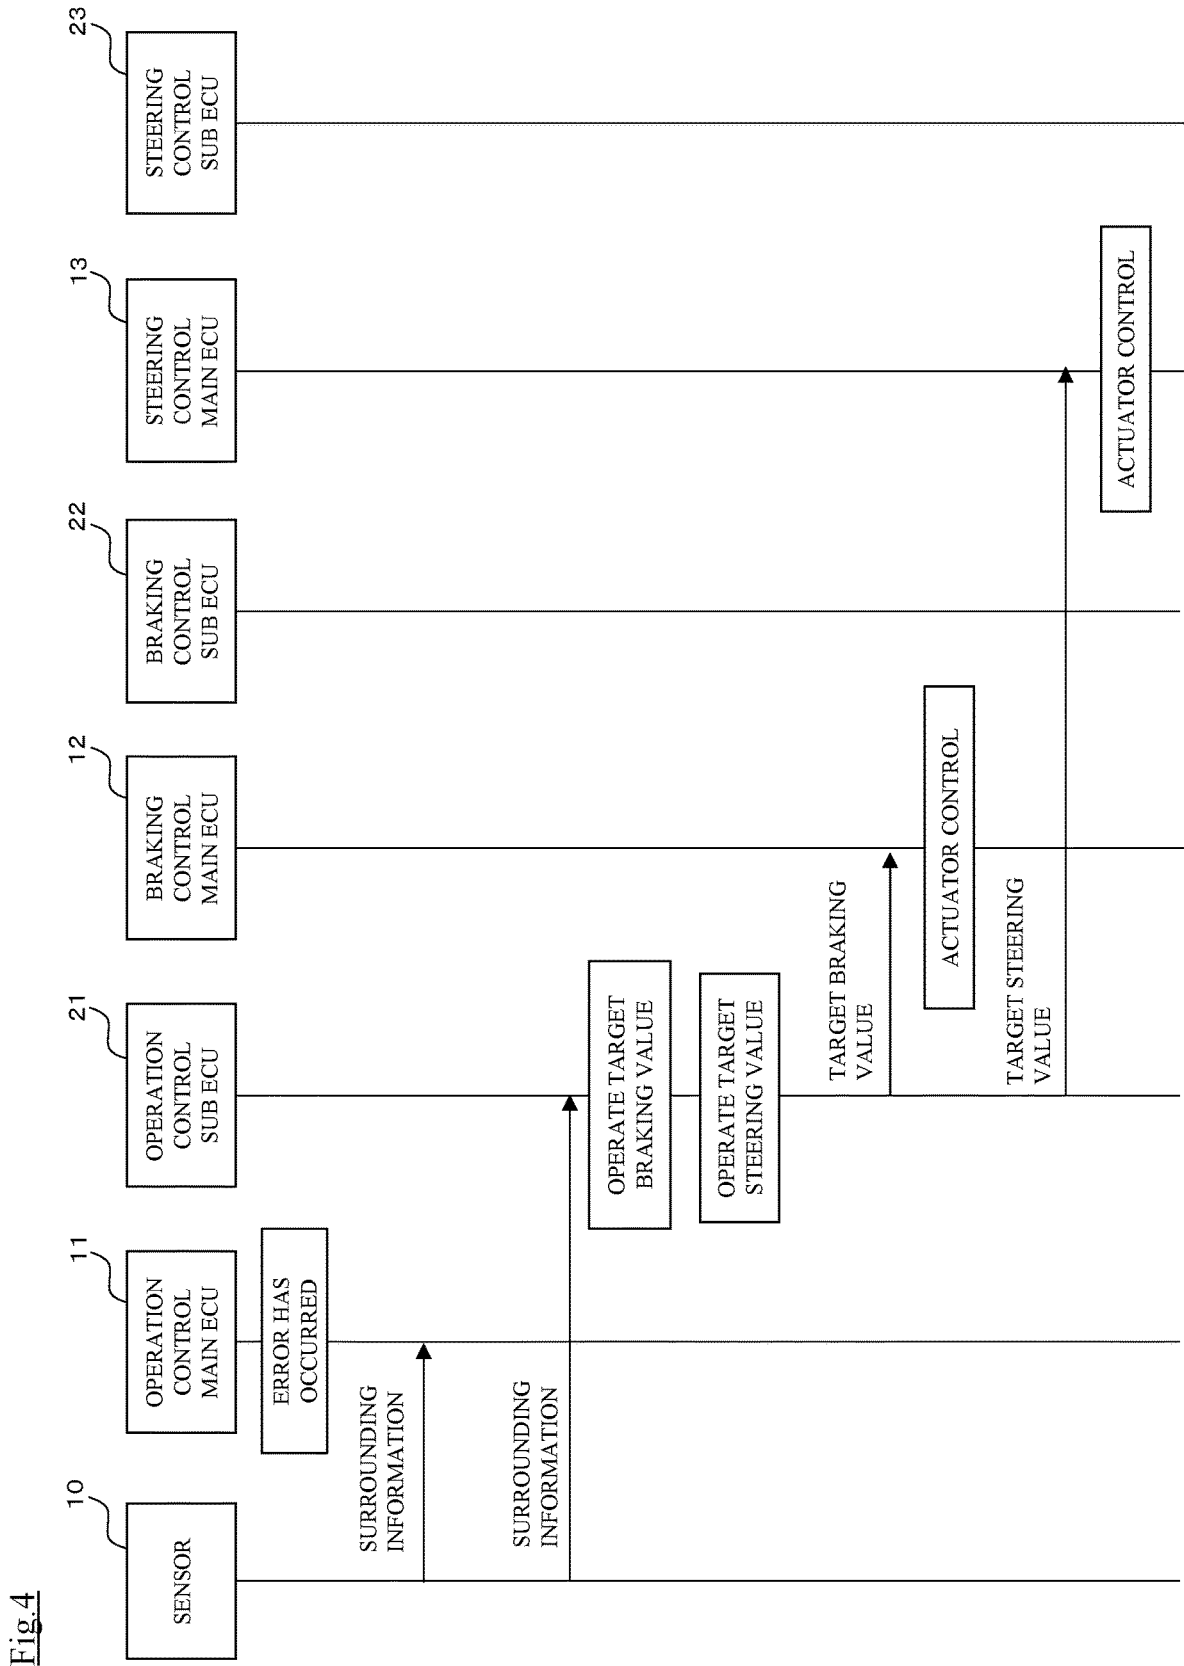 Fig.4
10
SENSOR
11
OPERATION
CONTROL
MAIN ECU
21
OPERATION
CONTROL
SUB ECU
12
BRAKING
CONTROL
MAIN ECU
22
BRAKING
CONTROL
SUB ECU
13
STEERING
CONTROL
MAIN ECU
23
STEERING
CONTROL
SUB ECU
ERROR HAS
OCCURRED
SURROUNDING
INFORMATION
SURROUNDING
INFORMATION
OPERATE TARGET
BRAKING VALUE
OPERATE TARGET
STEERING VALUE
TARGET BRAKING
VALUE
ACTUATOR CONTROL
TARGET STEERING
VALUE
ACTUATOR CONTROL